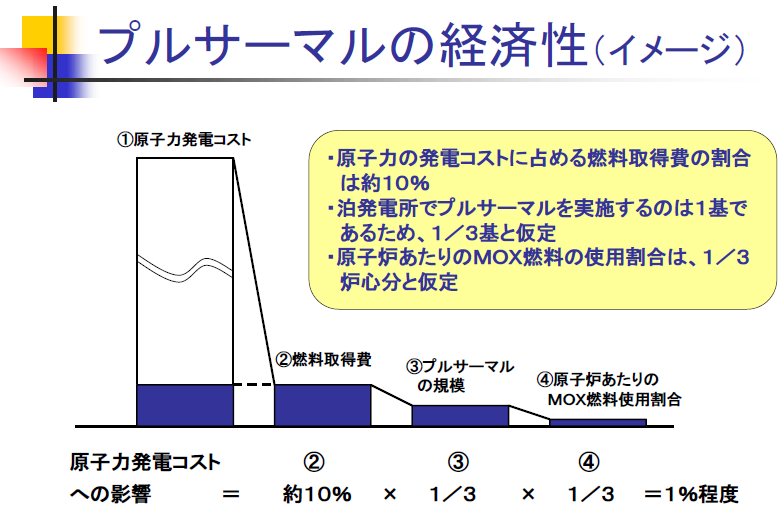 プルサーマルの経済性（イメージ）
①原子力発電コスト
・原子力の発電コストに占める燃料取得費の割合
は約１０％
・泊発電所でプルサーマルを実施するのは１基で
あるため、１／３基と仮定
・原子炉あたりのＭＯＸ燃料の使用割合は、１／３
炉心分と仮定
②燃料取得費
③プルサーマル
の規模
④原子炉あたりの
ＭＯＸ燃料使用割合
原子力発電コスト ② ③ ④
への影響 ＝ 約１０％ × １／３ × １／３ ＝１％程度